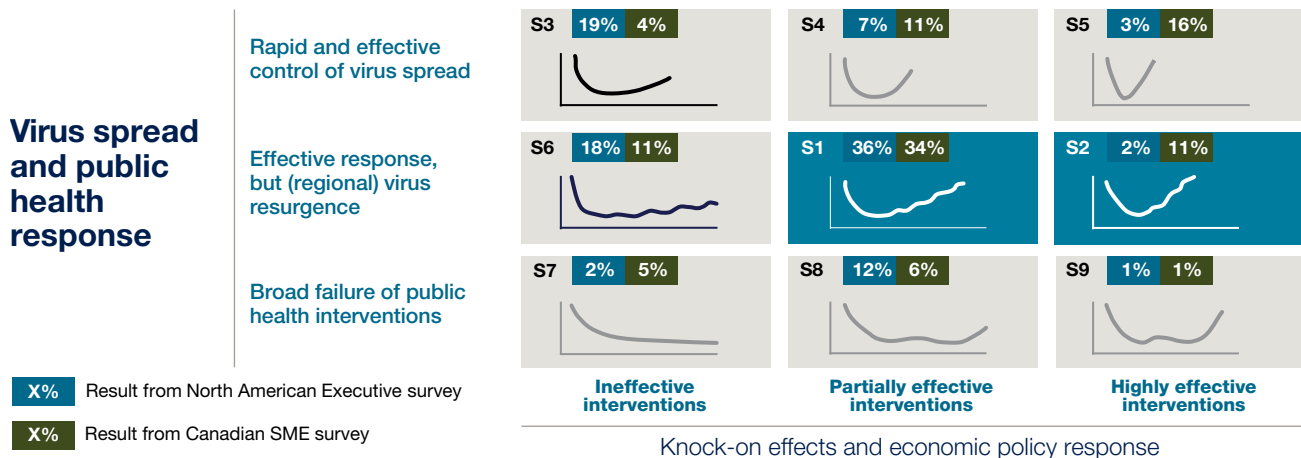 Virus spread
and public
health
response
Rapid and effective
control of virus spread
S3 19% 4%
S4 7% 11%
S5 3% 16%
Effective response,
but (regional) virus
resurgence
S6 18% 11%
S1 36% 34%
S2 2% 11%
Broad failure of public
health interventions
S7 2% 5%
S8 12% 6%
S9 1% 1%
Ineffective
interventions
Partially effective
interventions
Highly effective
interventions
Knock-on effects and economic policy response
X% Result from North American Executive survey
X% Result from Canadian SME survey